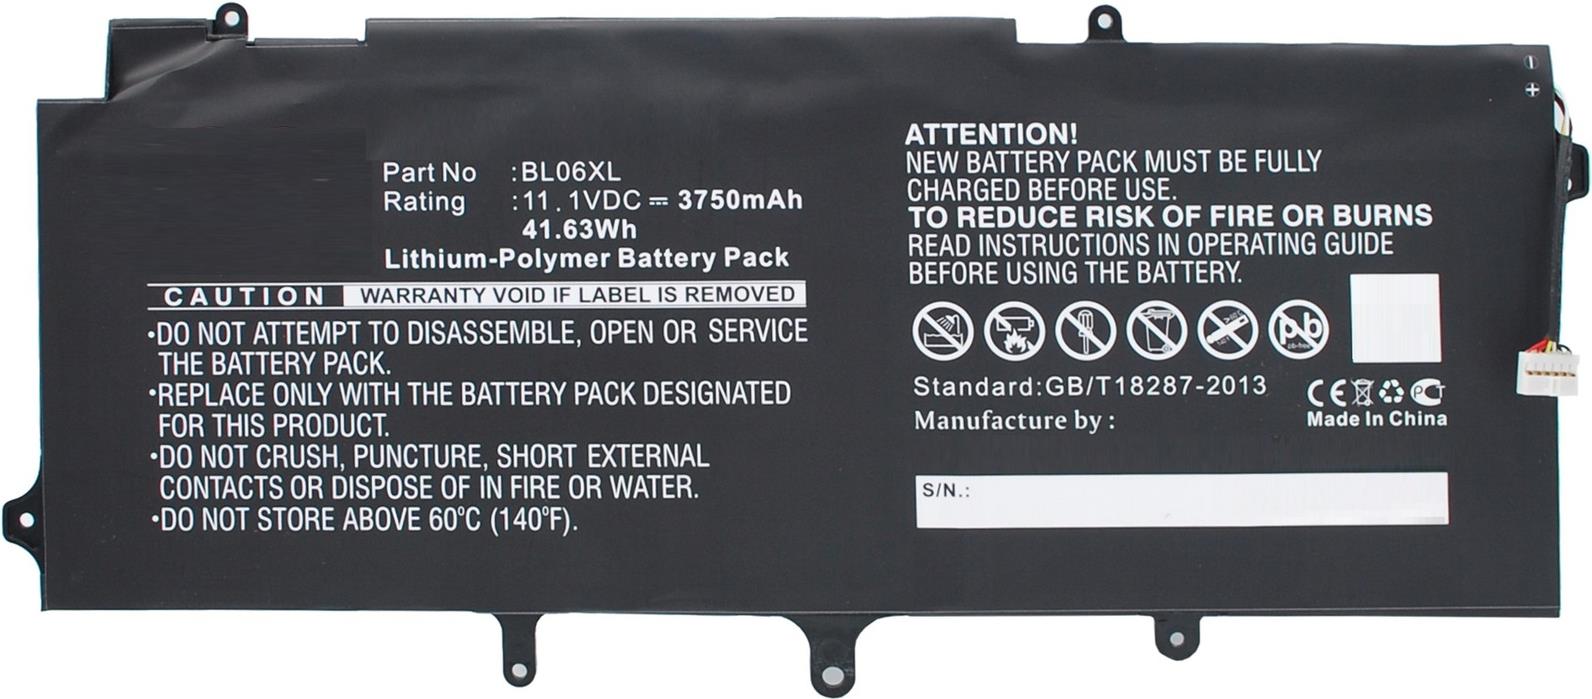 Part No :BL06XL
Rating :11.1VDC ⎓ 3750mAh
41.63Wh
Lithium-Polymer Battery Pack
CAUTION WARRANTY VOID IF LABEL IS REMOVED
•DO NOT ATTEMPT TO DISASSEMBLE, OPEN OR SERVICE
THE BATTERY PACK.
•REPLACE ONLY WITH THE BATTERY PACK DESIGNATED
FOR THIS PRODUCT.
•DO NOT CRUSH, PUNCTURE, SHORT EXTERNAL
CONTACTS OR DISPOSE OF IN FIRE OR WATER.
•DO NOT STORE ABOVE 60°C (140°F).
- 
+
ATTENTION!
NEW BATTERY PACK MUST BE FULLY
CHARGED BEFORE USE.
TO REDUCE RISK OF FIRE OR BURNS
READ INSTRUCTIONS IN OPERATING GUIDE
BEFORE USING THE BATTERY.
pb
pb-free
Standard:GB/T18287-2013
CE PCT
Manufacture by :
Made In China
S/N.: